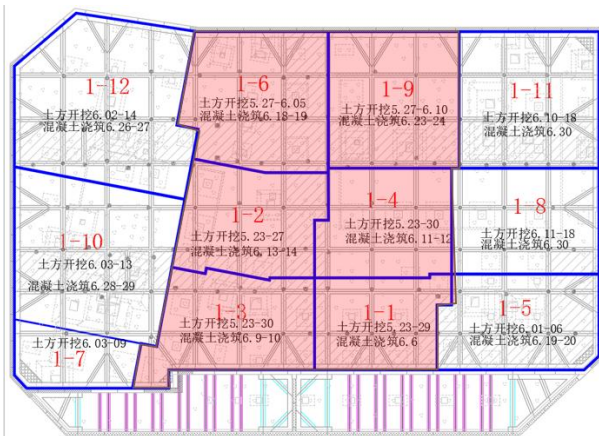 1-12
土方开挖6.02-14
混凝土浇筑6.26-27
1-6
土方开挖5.27-6.05
混凝土浇筑6.18-19
1-9
土方开挖5.27-6.10
混凝土浇筑6.23-24
1-11
土方开挖6.10-18
混凝土浇筑6.30
1-10
土方开挖6.03-13
混凝土浇筑6.28-29
1-2
土方开挖5.23-27
混凝土浇筑6.13-14
1-4
土方开挖5.23-30
混凝土浇筑6.11-12
1-8
土方开挖6.11-18
混凝土浇筑6.30
1-7
土方开挖6.03-09
1-3
土方开挖5.23-30
混凝土浇筑6.9-10
1-1
土方开挖5.23-29
混凝土浇筑6.6
1-5
土方开挖6.01-06
混凝土浇筑6.19-20